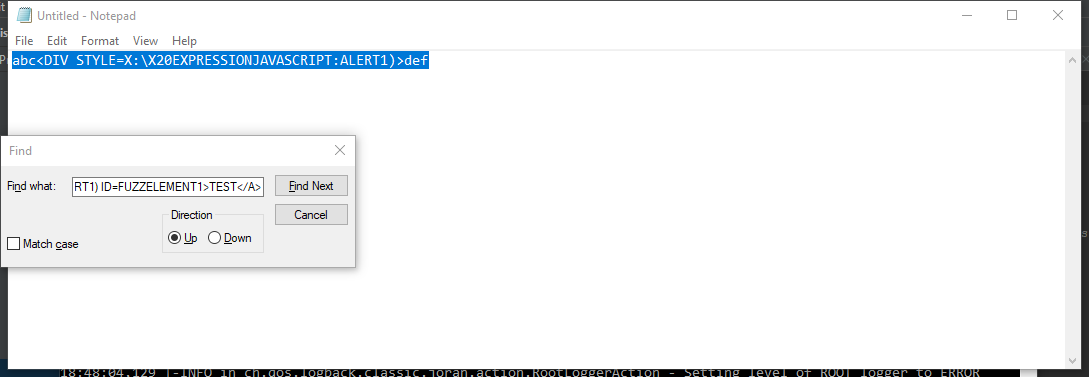 Untitled - Notepad
File Edit Format View Help
abc<DIV STYLE=X:\X20EXPRESSIONJAVASCRIPT:ALERT1)>def
Find
Find what: RT1) ID=FUZZELEMENT1>TEST</A> Find Next
Direction Cancel
Up Down
Match case
18:48:04,129 |-INFO in ch.qos.logback.classic.joran.action.RootLoggerAction - Setting level of ROOT logger to ERROR